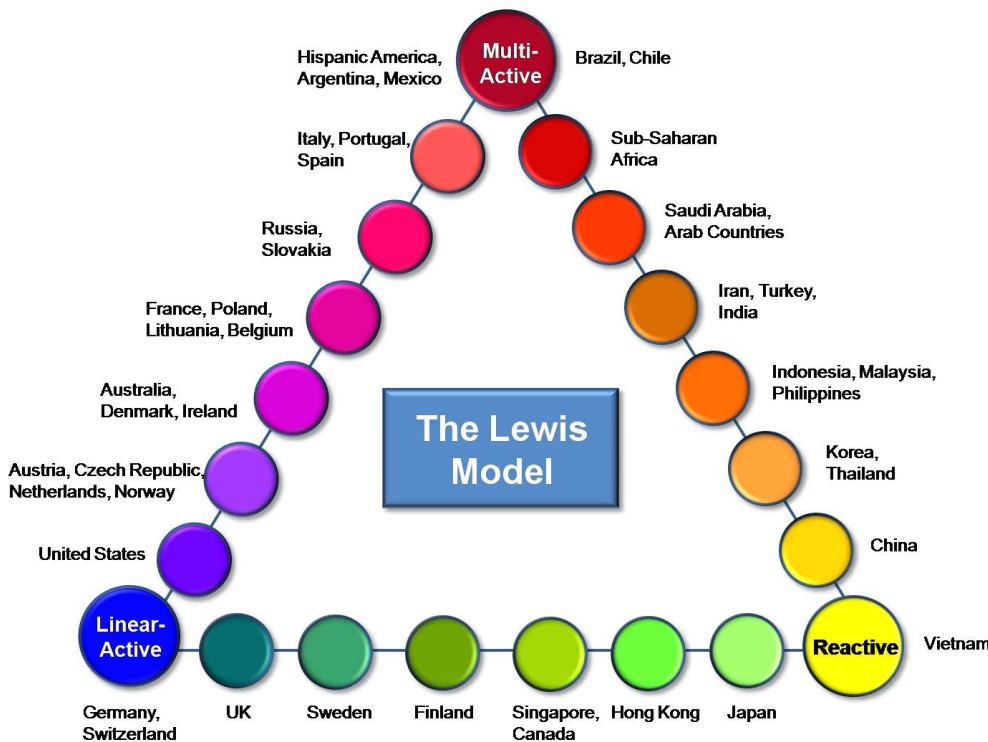 Hispanic America,
Argentina, Mexico
Multi-
Active
Brazil, Chile
Italy, Portugal,
Spain
Sub-Saharan
Africa
Russia,
Slovakia
Saudi Arabia,
Arab Countries
France, Poland,
Lithuania, Belgium
Iran, Turkey,
India
Australia,
Denmark, Ireland
Indonesia, Malaysia,
Philippines
The Lewis
Model
Austria, Czech Republic,
Netherlands, Norway
Korea,
Thailand
United States
China
Linear-
Active
Reactive
Vietnam
Germany,
Switzerland
UK
Sweden
Finland
Singapore,
Canada
Hong Kong
Japan